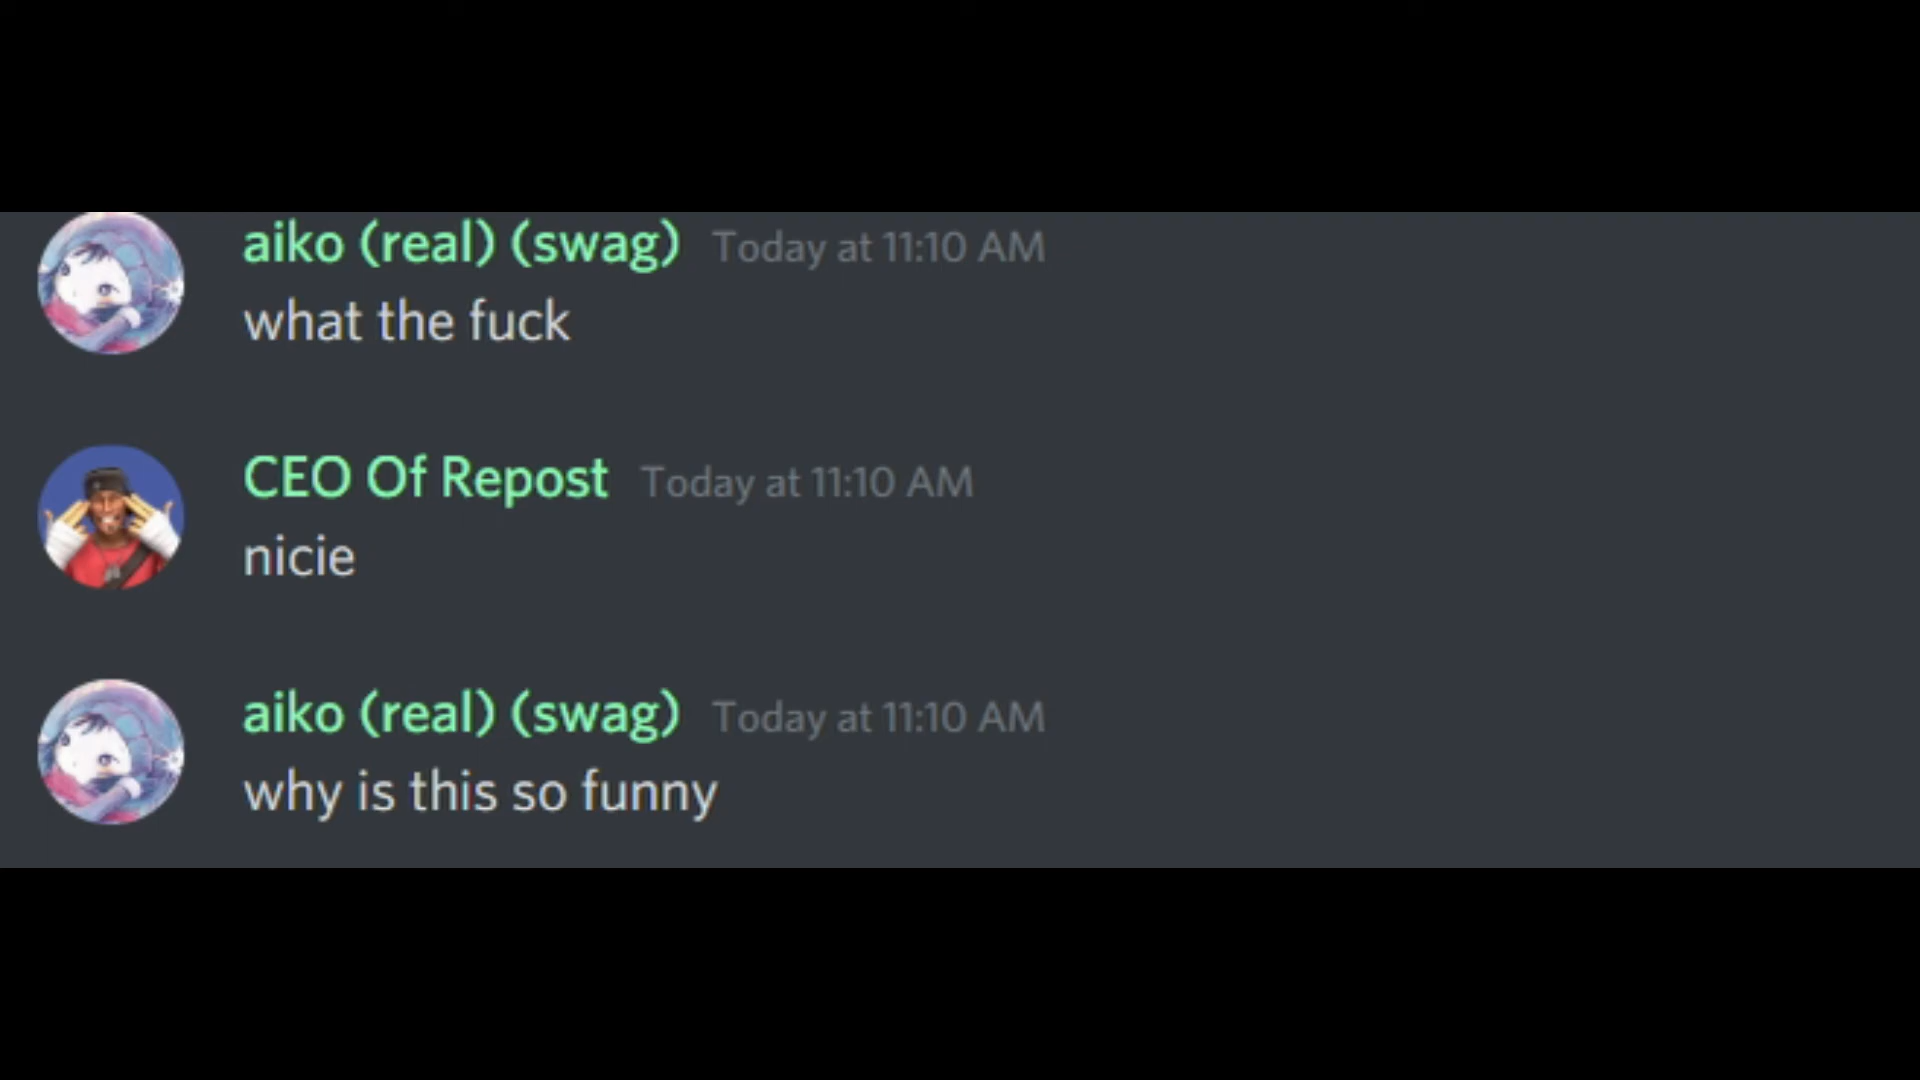 aiko (real) (swag) Today at 11:10 AM
what the fuck
CEO Of Repost Today at 11:10 AM
nicie
aiko (real) (swag) Today at 11:10 AM
why is this so funny